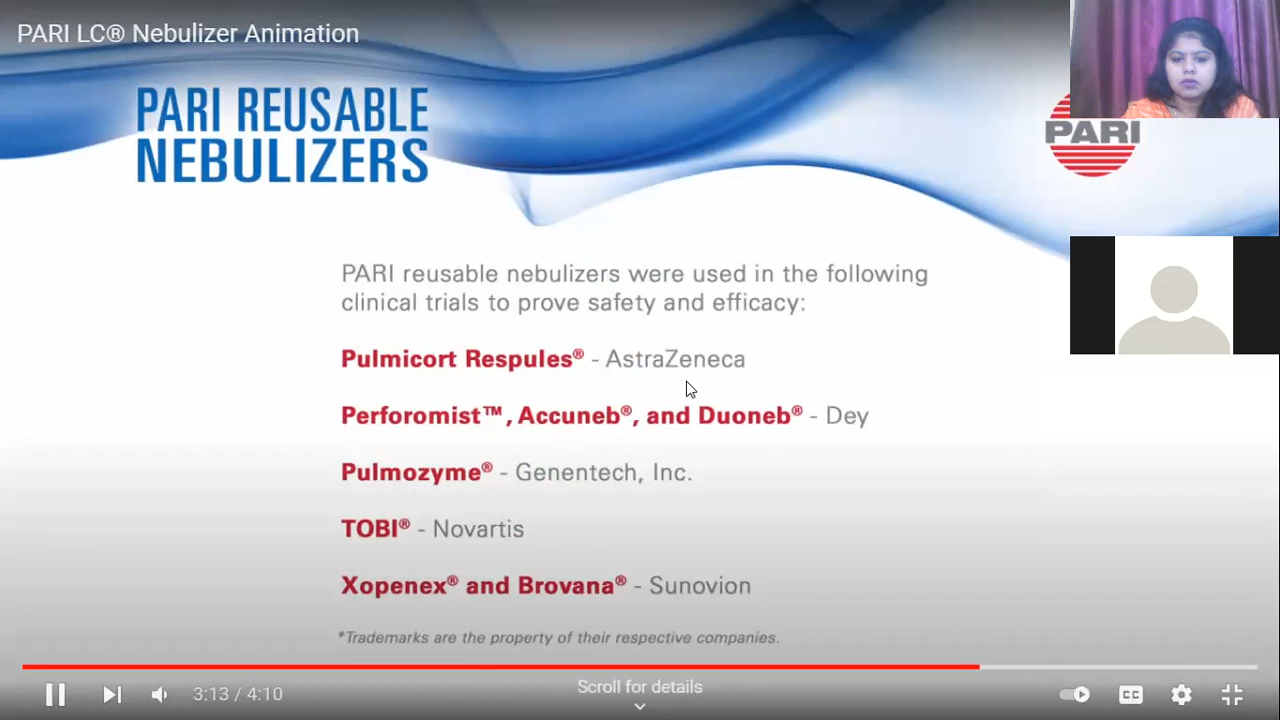 PARI LC® Nebulizer Animation
PARI REUSABLE
NEBULIZERS
PARI
PARI reusable nebulizers were used in the following
clinical trials to prove safety and efficacy:
Pulmicort Respules® - AstraZeneca
Perforomist™, Accuneb®, and Duoneb® - Dey
Pulmozyme® - Genentech, Inc.
TOBI® - Novartis
Xopenex® and Brovana® - Sunovion
*Trademarks are the property of their respective companies.
3:13 / 4:10
Scroll for details
CC